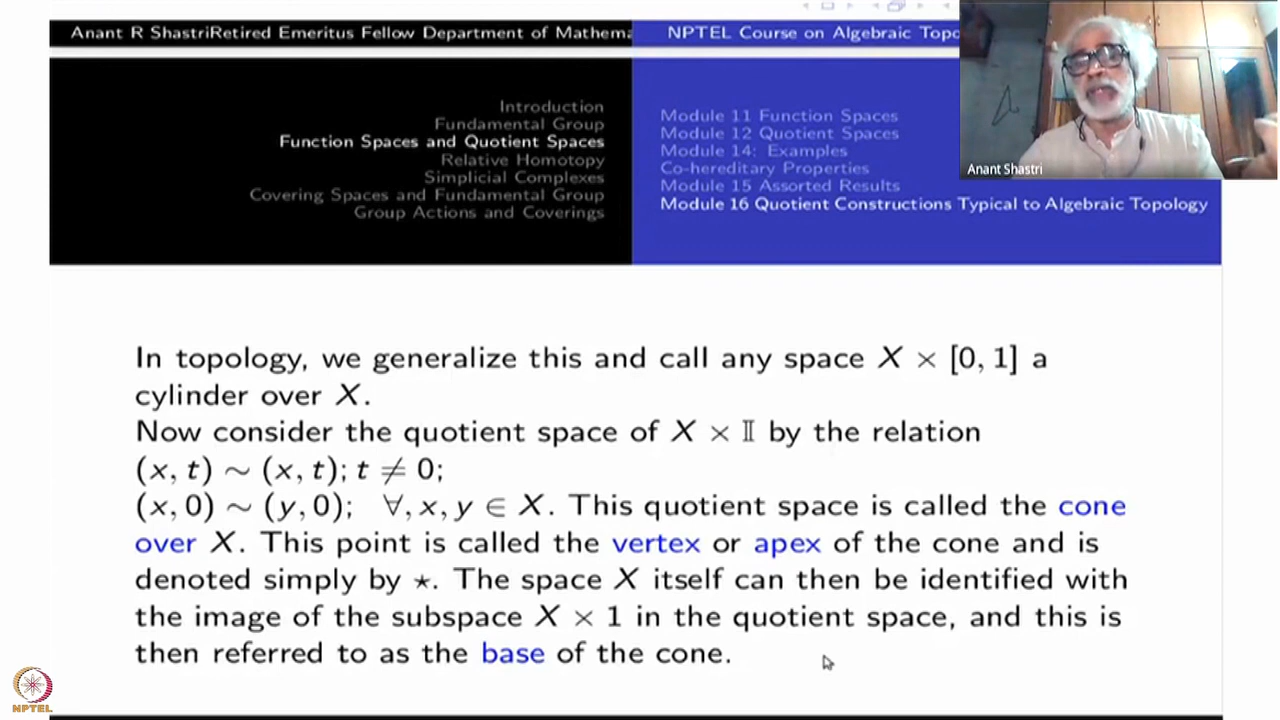 Anant R ShastriRetired Emeritus Fellow Department of Mathema
NPTEL Course on Algebraic Topo
Introduction
Fundamental Group
Function Spaces and Quotient Spaces
Relative Homotopy
Simplicial Complexes
Covering Spaces and Fundamental Group
Group Actions and Coverings
Module 11 Function Spaces
Module 12 Quotient Spaces
Module 14: Examples
Co-hereditary Properties
Module 15 Assorted Results
Module 16 Quotient Constructions Typical to Algebraic Topology
Anant Shastri
In topology, we generalize this and call any space X × [0, 1] a
cylinder over X.
Now consider the quotient space of X × 𝕀 by the relation
(x, t) ∼ (x, t); t ≠ 0;
(x, 0) ∼ (y, 0); ∀, x, y ∈ X. This quotient space is called the cone
over X. This point is called the vertex or apex of the cone and is
denoted simply by ⋆. The space X itself can then be identified with
the image of the subspace X × 1 in the quotient space, and this is
then referred to as the base of the cone.
NPTEL